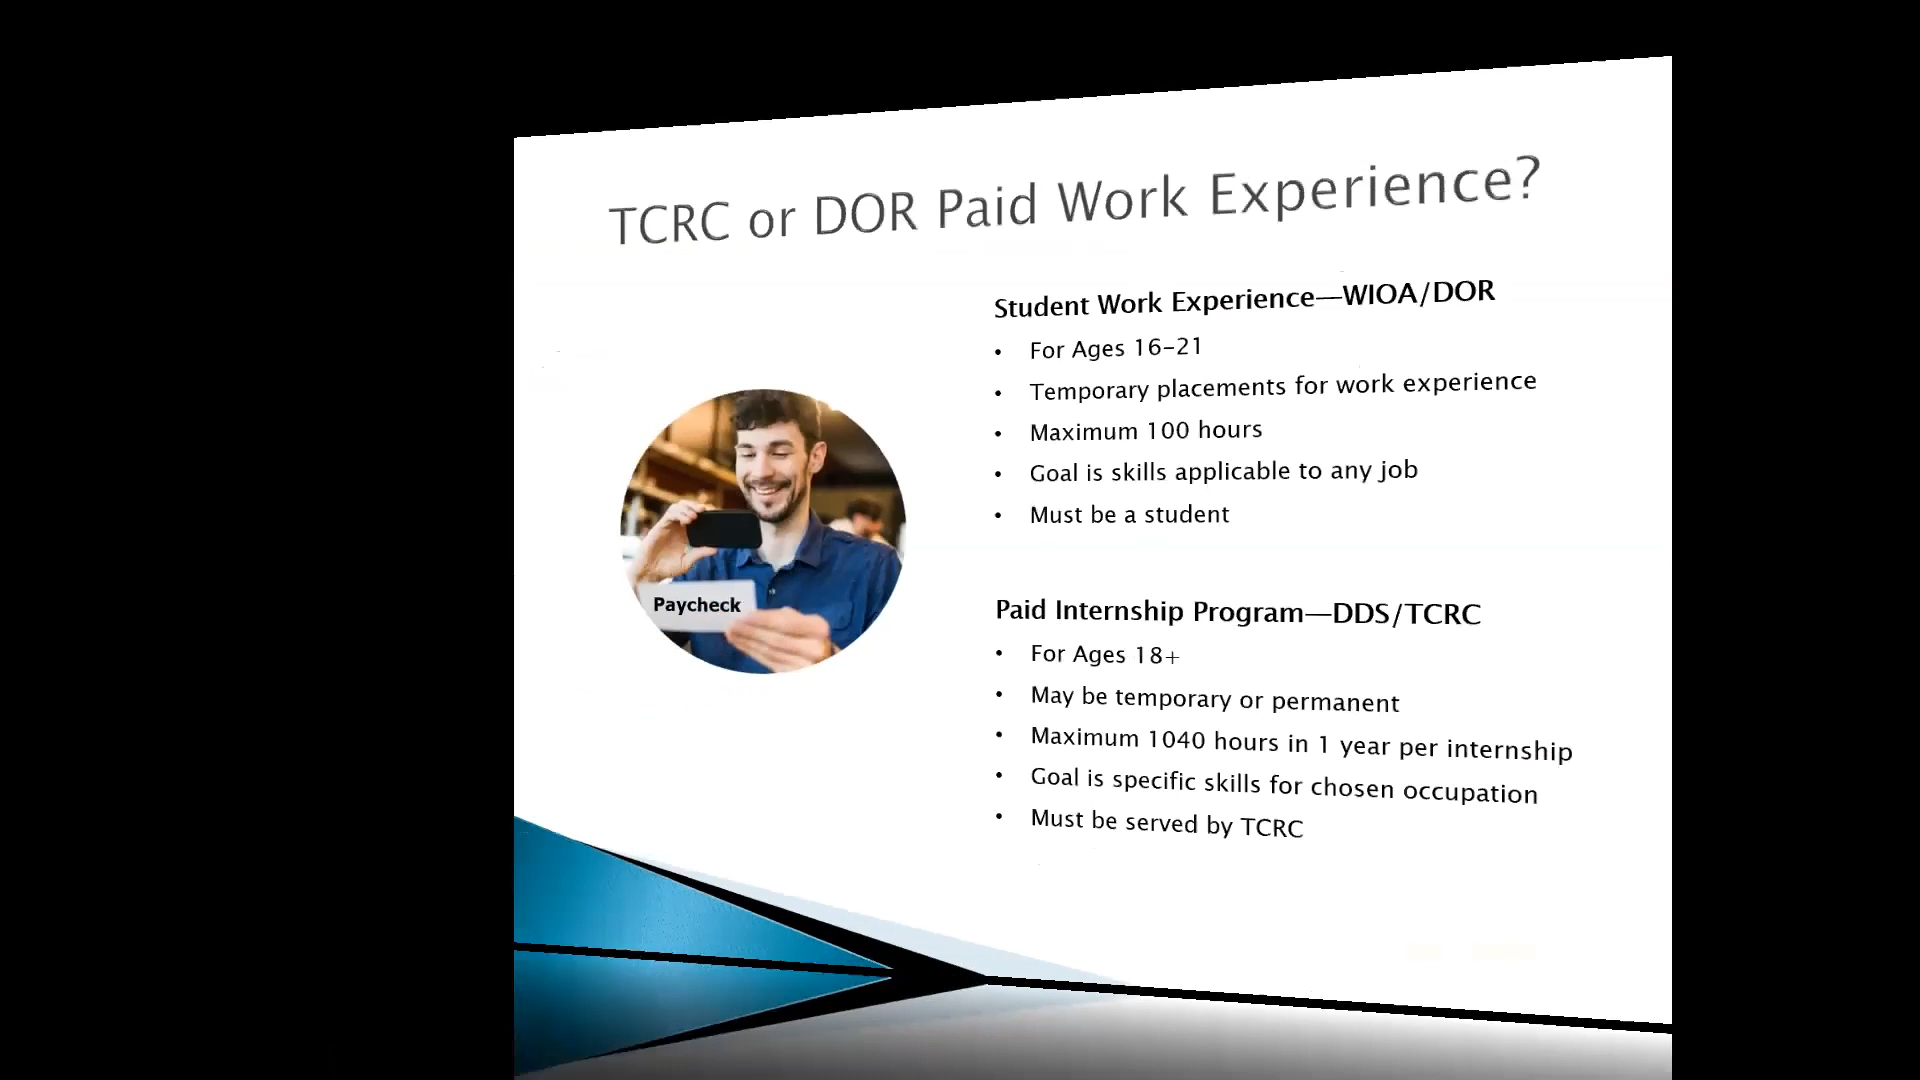 TCRC or DOR Paid Work Experience?
Student Work Experience—WIOA/DOR
• For Ages 16-21
• Temporary placements for work experience
• Maximum 100 hours
• Goal is skills applicable to any job
• Must be a student
Paycheck
Paid Internship Program—DDS/TCRC
• For Ages 18+
• May be temporary or permanent
• Maximum 1040 hours in 1 year per internship
• Goal is specific skills for chosen occupation
• Must be served by TCRC